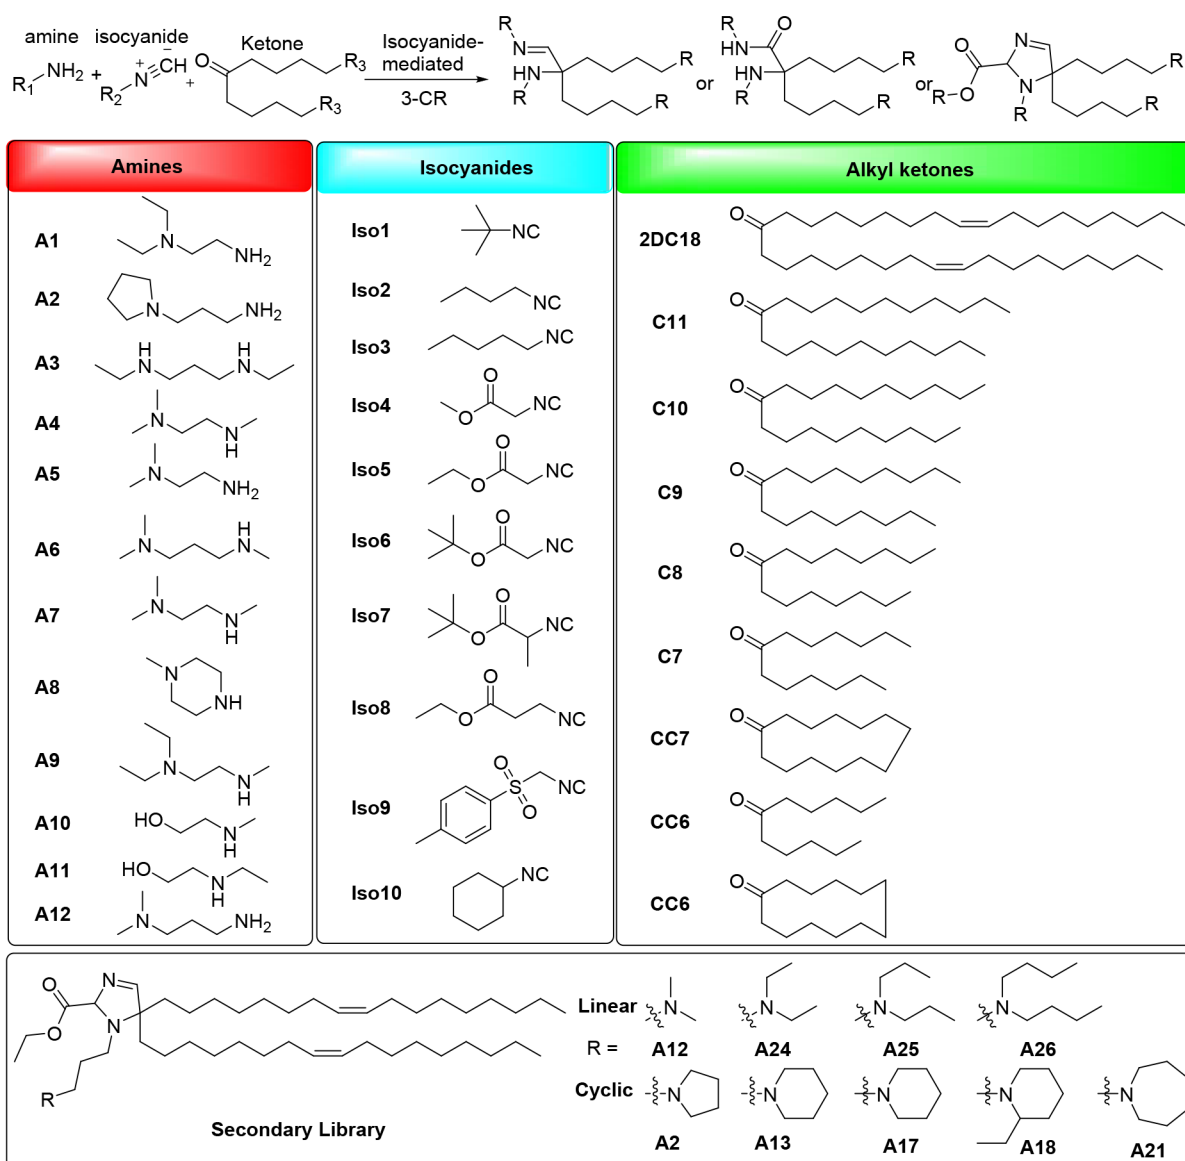 amine isocyanide Ketone Isocyanide-
mediated
3-CR
R1 NH2 + R2 N + CH - + O R3 R3
R N HN R R R
or
R HN O HN R R R
or
O N R O N R R R
Amines
A1 N NH2
A2 N NH2
A3 H N H N
A4 N N H
A5 N NH2
A6 N H N
A7 N N H
A8 N NH
A9 N N H
A10 HO N H
A11 HO N H
A12 N NH2
Isocyanides
Iso1 NC
Iso2 NC
Iso3 NC
Iso4 O O NC
Iso5 O O NC
Iso6 O O NC
Iso7 O O NC
Iso8 O O NC
Iso9 O S O NC
Iso10 NC
Alkyl ketones
2DC18 O
C11 O
C10 O
C9 O
C8 O
C7 O
CC7 O
CC6 O
CC6 O
O N O N R
Secondary Library
Linear N N N N
R = A12 A24 A25 A26
Cyclic N N N N N
A2 A13 A17 A18 A21